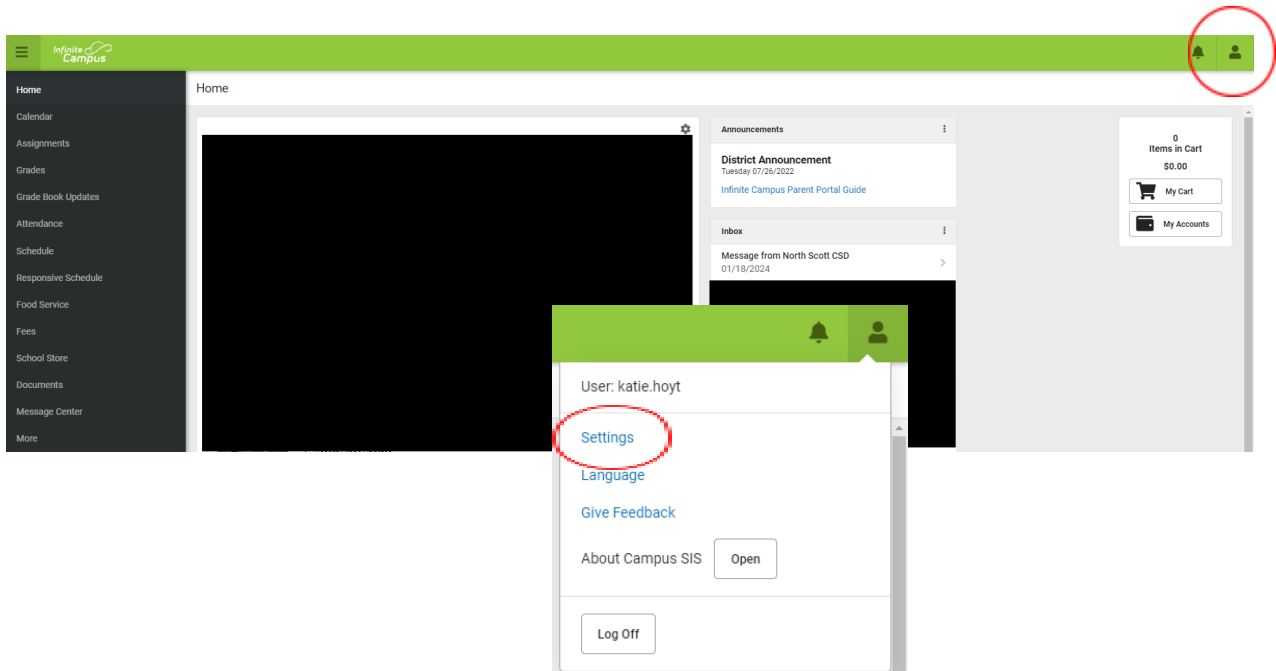 Infinite
Campus
Home
Calendar
Assignments
Grades
Grade Book Updates
Attendance
Schedule
Responsive Schedule
Food Service
Fees
School Store
Documents
Message Center
More
Home
Announcements
District Announcement
Tuesday 07/26/2022
Infinite Campus Parent Portal Guide
Inbox
Message from North Scott CSD
01/18/2024
0
Items in Cart
$0.00
My Cart
My Accounts
User: katie.hoyt
Settings
Language
Give Feedback
About Campus SIS Open
Log Off